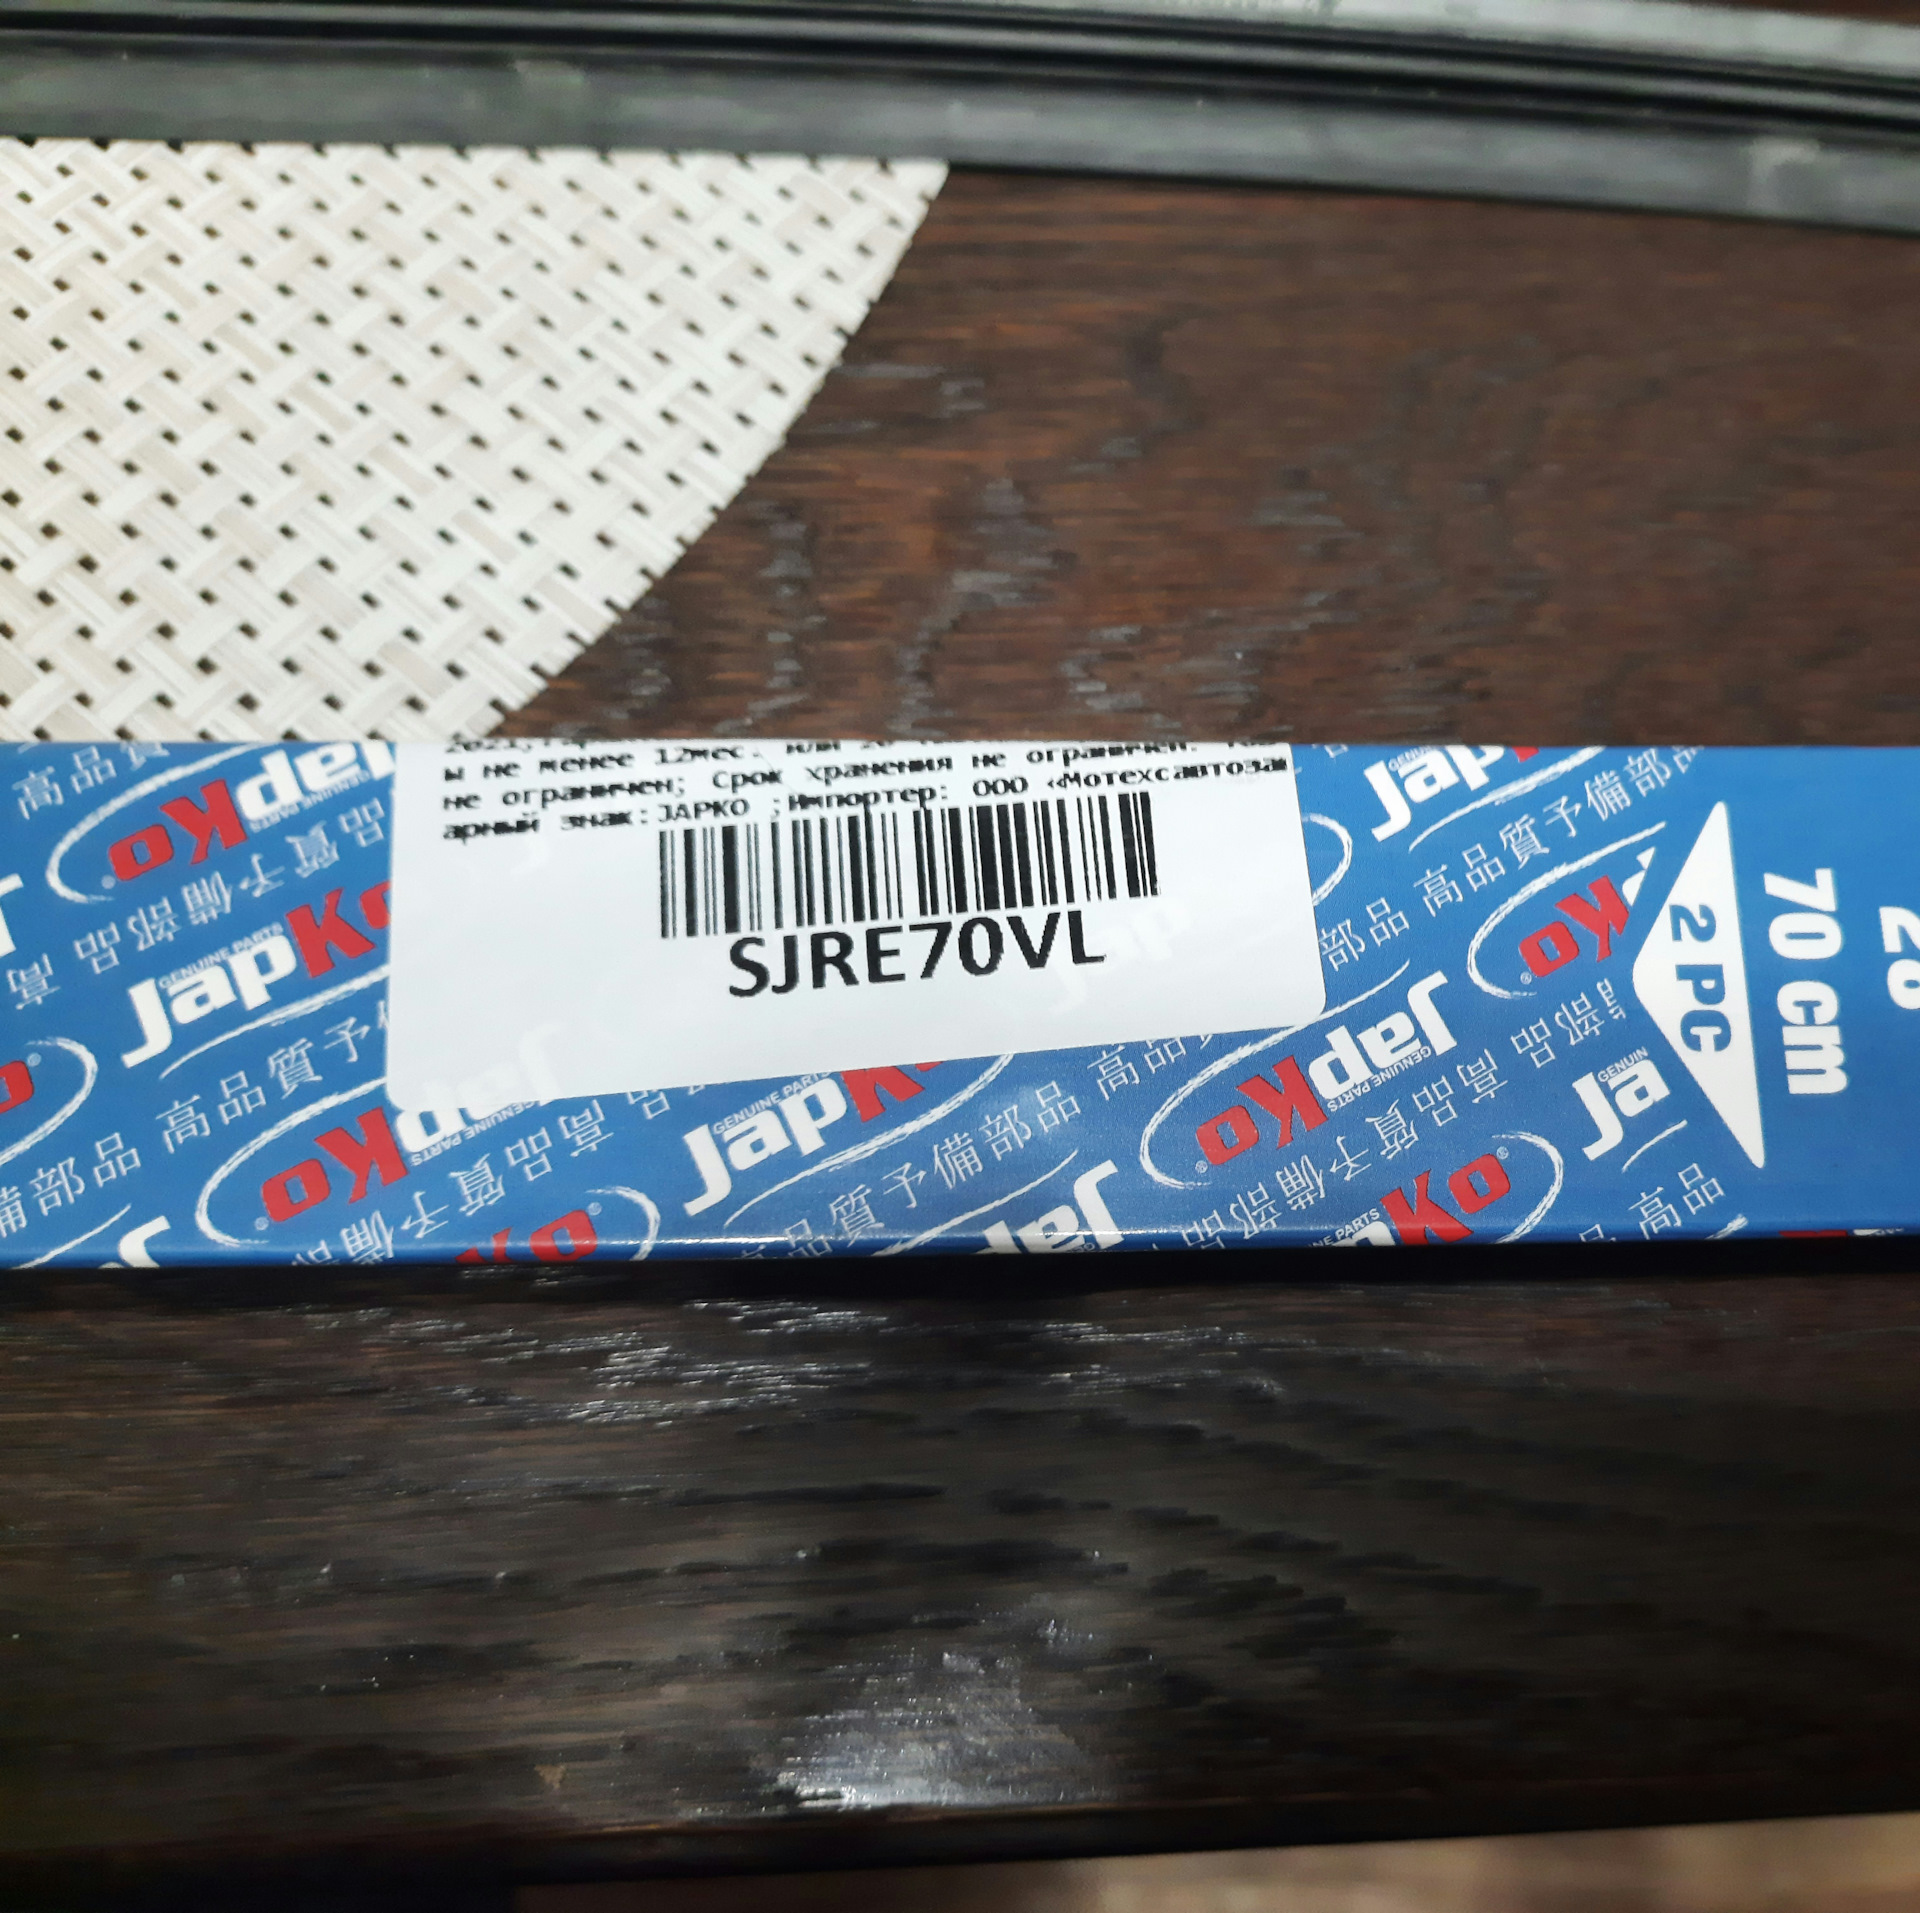 ы не менее 12мес. или
не ограничен; Срок хранения не ограничен.
арный знак: JAPKO ;Импортер: ООО «Мотехсавтоза
SJRE70VL
2 PC
70 cm
JapKo
GENUINE PARTS
高品質予備部品